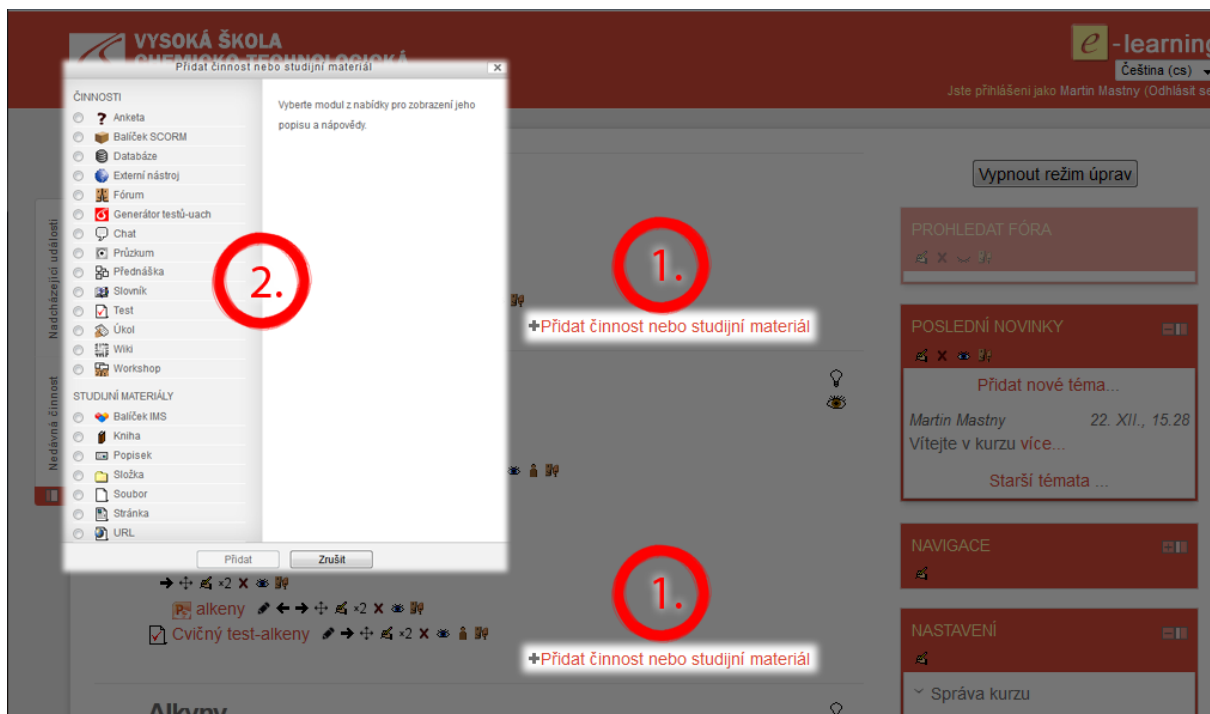 VYSOKÁ ŠKOLA
CHEMICKO-TECHNOLOGICKÁ
e-learning
Čeština (cs)
Jste přihlášeni jako Martin Mastny (Odhlásit se
Přidat činnost nebo studijní materiál
x
ČINNOSTI
Anketa
Balíček SCORM
Databáze
Externí nástroj
Fórum
Generátor testů-uach
Chat
Průzkum
Přednáška
Slovník
Test
Úkol
Wiki
Workshop
STUDIJNÍ MATERIÁLY
Balíček IMS
Kniha
Popisek
Složka
Soubor
Stránka
URL
Vyberte modul z nabídky pro zobrazení jeho
popisu a nápovědy.
Přidat
Zrušit
2.
Nadcházející události
Nedávná činnost
1.
Přidat činnost nebo studijní materiál
×2
alkeny ×2
Cvičný test-alkeny ×2
1.
Přidat činnost nebo studijní materiál
Alkyny
Vypnout režim úprav
PROHLEDAT FÓRA
POSLEDNÍ NOVINKY
Přidat nové téma...
Martin Mastny 22. XII., 15.28
Vítejte v kurzu více...
Starší témata ...
NAVIGACE
NASTAVENÍ
Správa kurzu